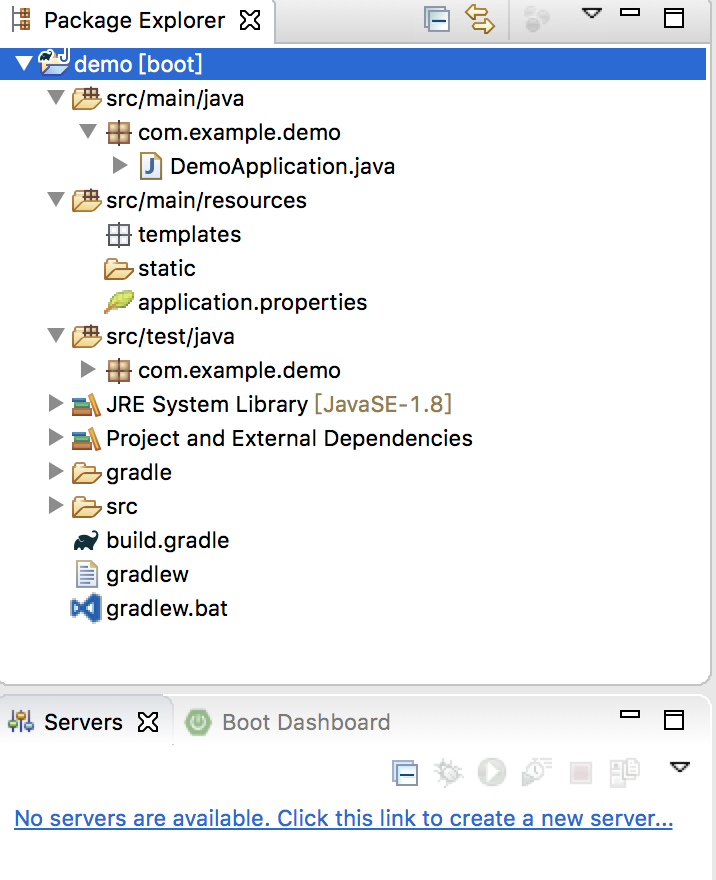 Package Explorer
demo [boot]
src/main/java
com.example.demo
DemoApplication.java
src/main/resources
templates
static
application.properties
src/test/java
com.example.demo
JRE System Library [JavaSE-1.8]
Project and External Dependencies
gradle
src
build.gradle
gradlew
gradlew.bat
Servers Boot Dashboard
No servers are available. Click this link to create a new server...